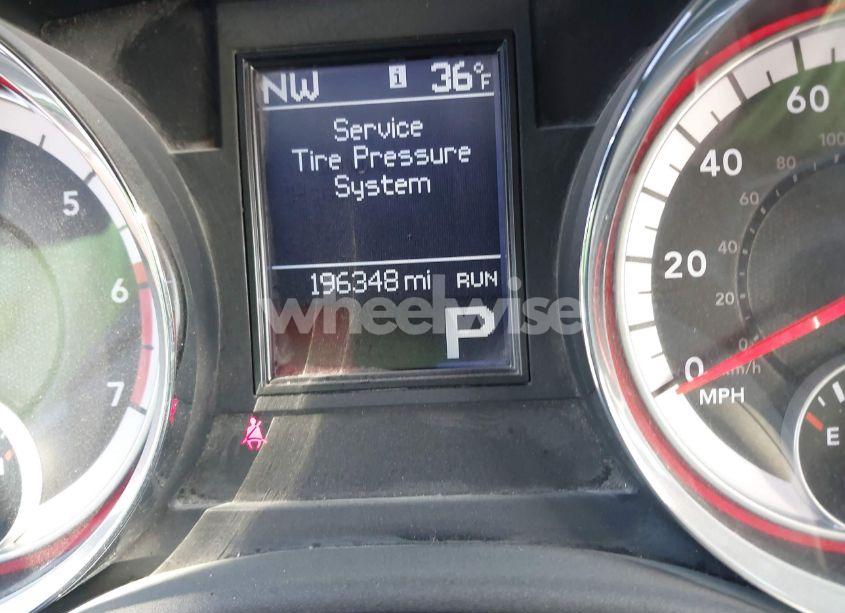 NW i 36°F
Service
Tire Pressure
System
196348 mi RUN
P
wheelwise
5
6
7
0
20
40
60
MPH
0
20
40
60
80
100
km/h
E